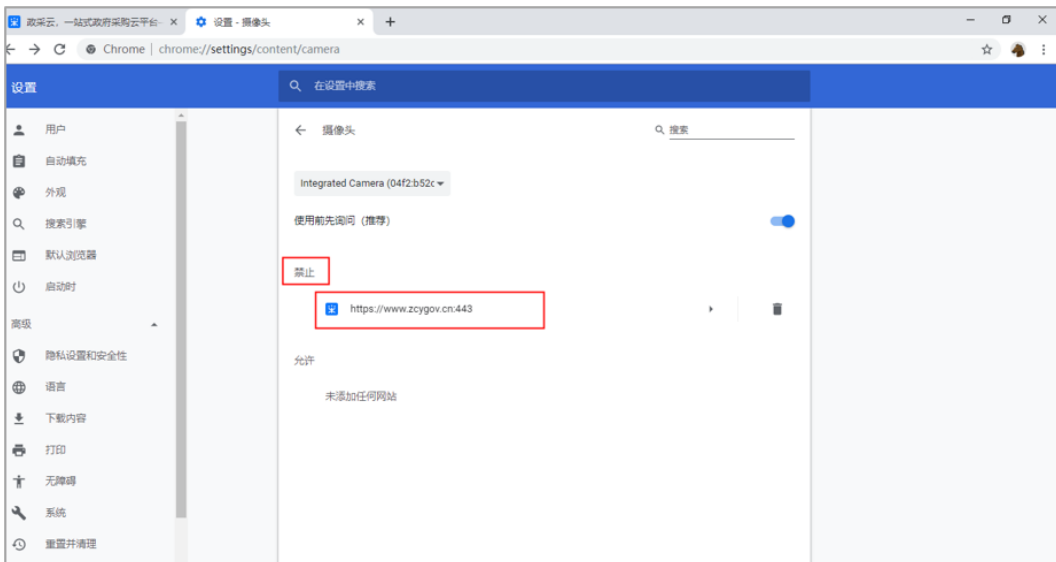 政采云，一站式政府采购云平台-
设置 - 摄像头
Chrome | chrome://settings/content/camera
设置
在设置中搜索
用户
自动填充
外观
搜索引擎
默认浏览器
启动时
高级
隐私设置和安全性
语言
下载内容
打印
无障碍
系统
重置并清理
摄像头
搜索
Integrated Camera (04f2:b52c
使用前先询问（推荐）
禁止
https://www.zcygov.cn:443
允许
未添加任何网站